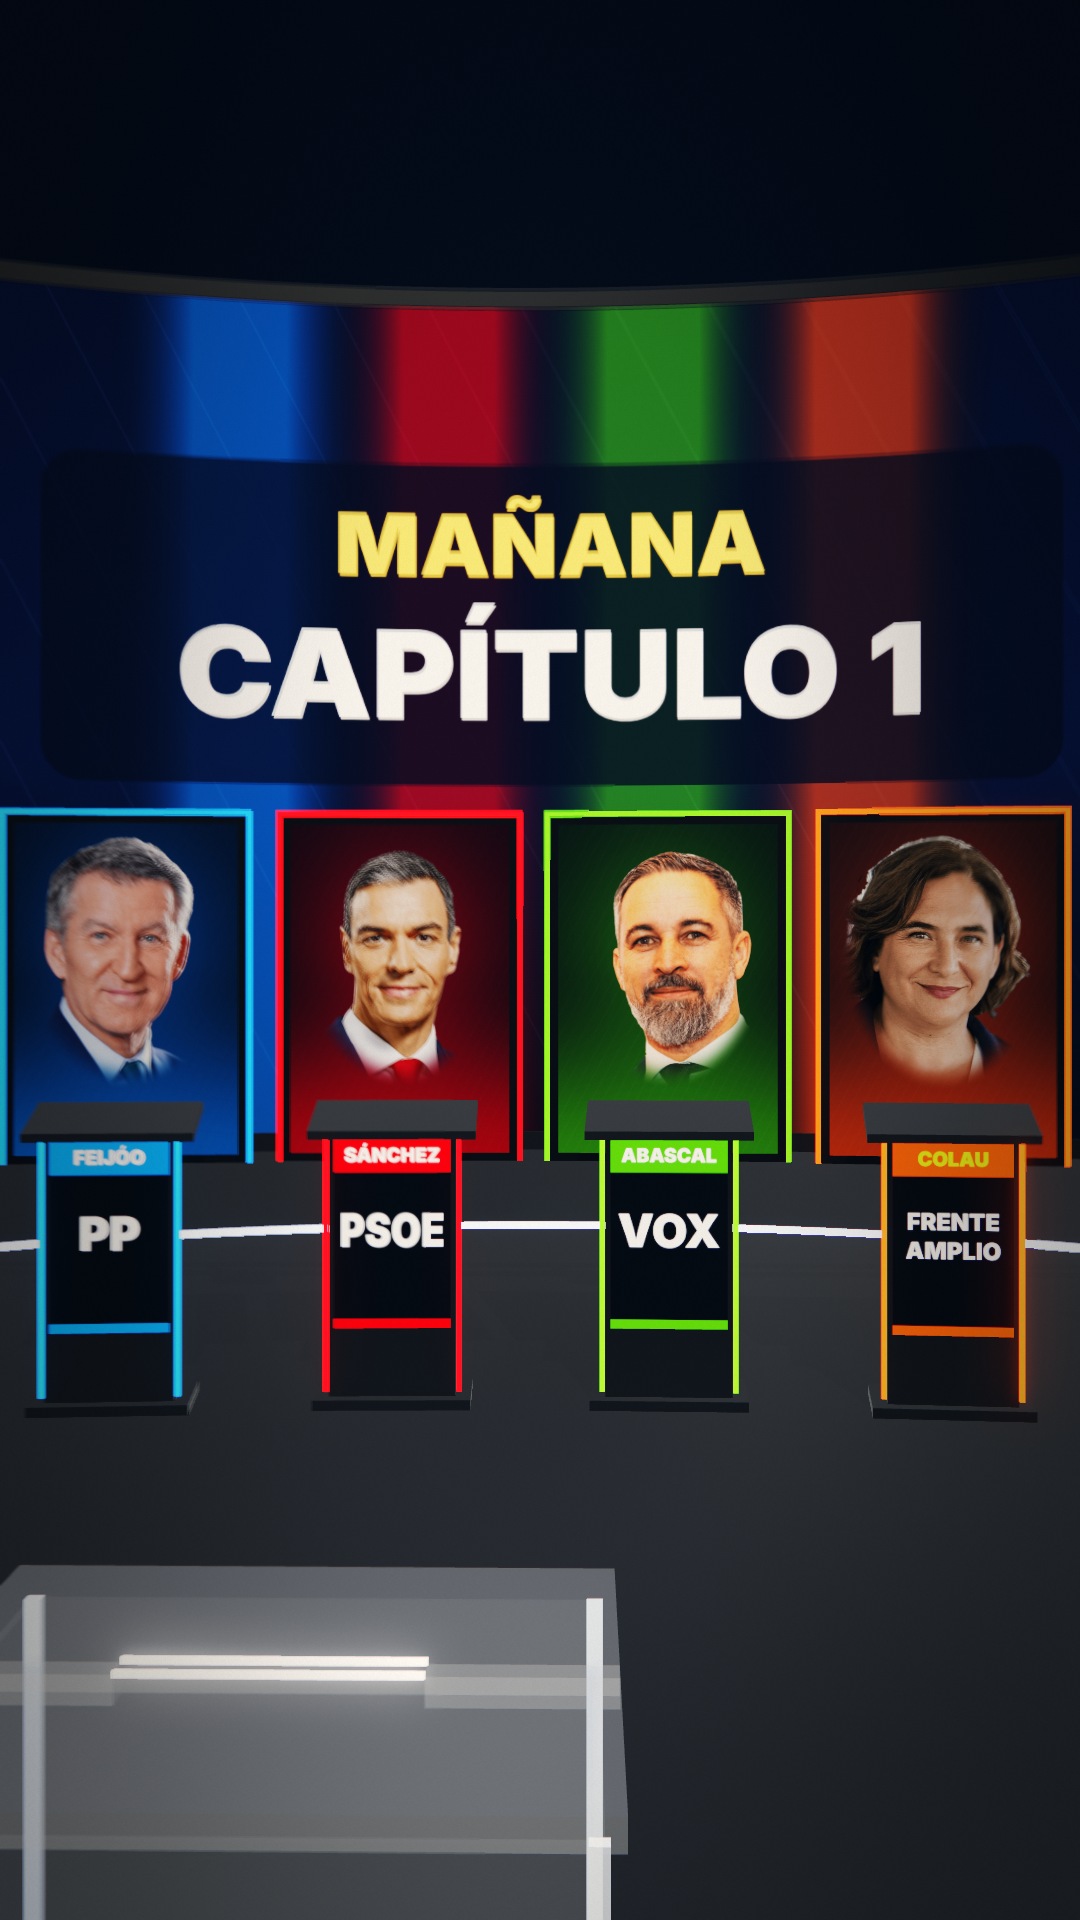 MAÑANA
CAPÍTULO 1
FEIJÓO
PP
SÁNCHEZ
PSOE
ABASCAL
VOX
COLAU
FRENTE
AMPLIO